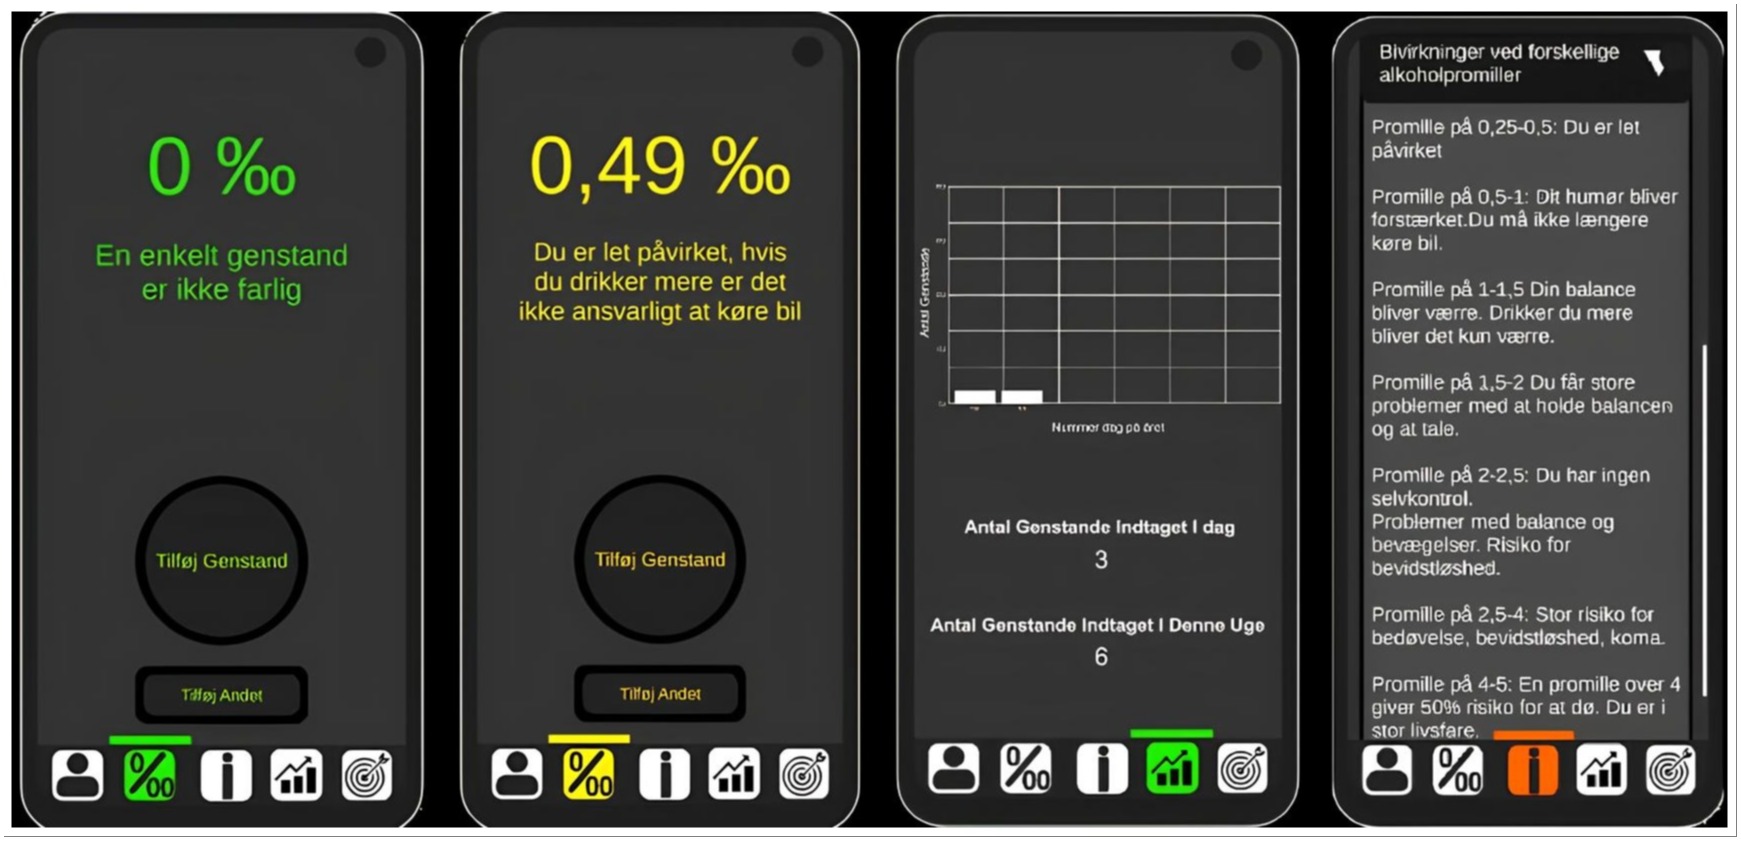 0 ‰
En enkelt genstand
er ikke farlig
Tilføj Genstand
Tilføj Andet
%00
0,49 ‰
Du er let påvirket, hvis
du drikker mere er det
ikke ansvarligt at køre bil
Tilføj Genstand
Tilføj Andet
%00
Antal Genstande
Nummer dag på året
Antal Genstande Indtaget I dag
3
Antal Genstande Indtaget I Denne Uge
6
%00
Bivirkninger ved forskellige
alkoholpromiller
Promille på 0,25-0,5: Du er let
påvirket
Promille på 0,5-1: Dit humør bliver
forstærket.Du må ikke længere
køre bil.
Promille på 1-1,5 Din balance
bliver værre. Drikker du mere
bliver det kun værre.
Promille på 1,5-2 Du får store
problemer med at holde balancen
og at tale.
Promille på 2-2,5: Du har ingen
selvkontrol.
Problemer med balance og
bevægelser. Risiko for
bevidstløshed.
Promille på 2,5-4: Stor risiko for
bedøvelse, bevidstløshed, koma.
Promille på 4-5: En promille over 4
giver 50% risiko for at dø. Du er i
stor livsfare.
%00